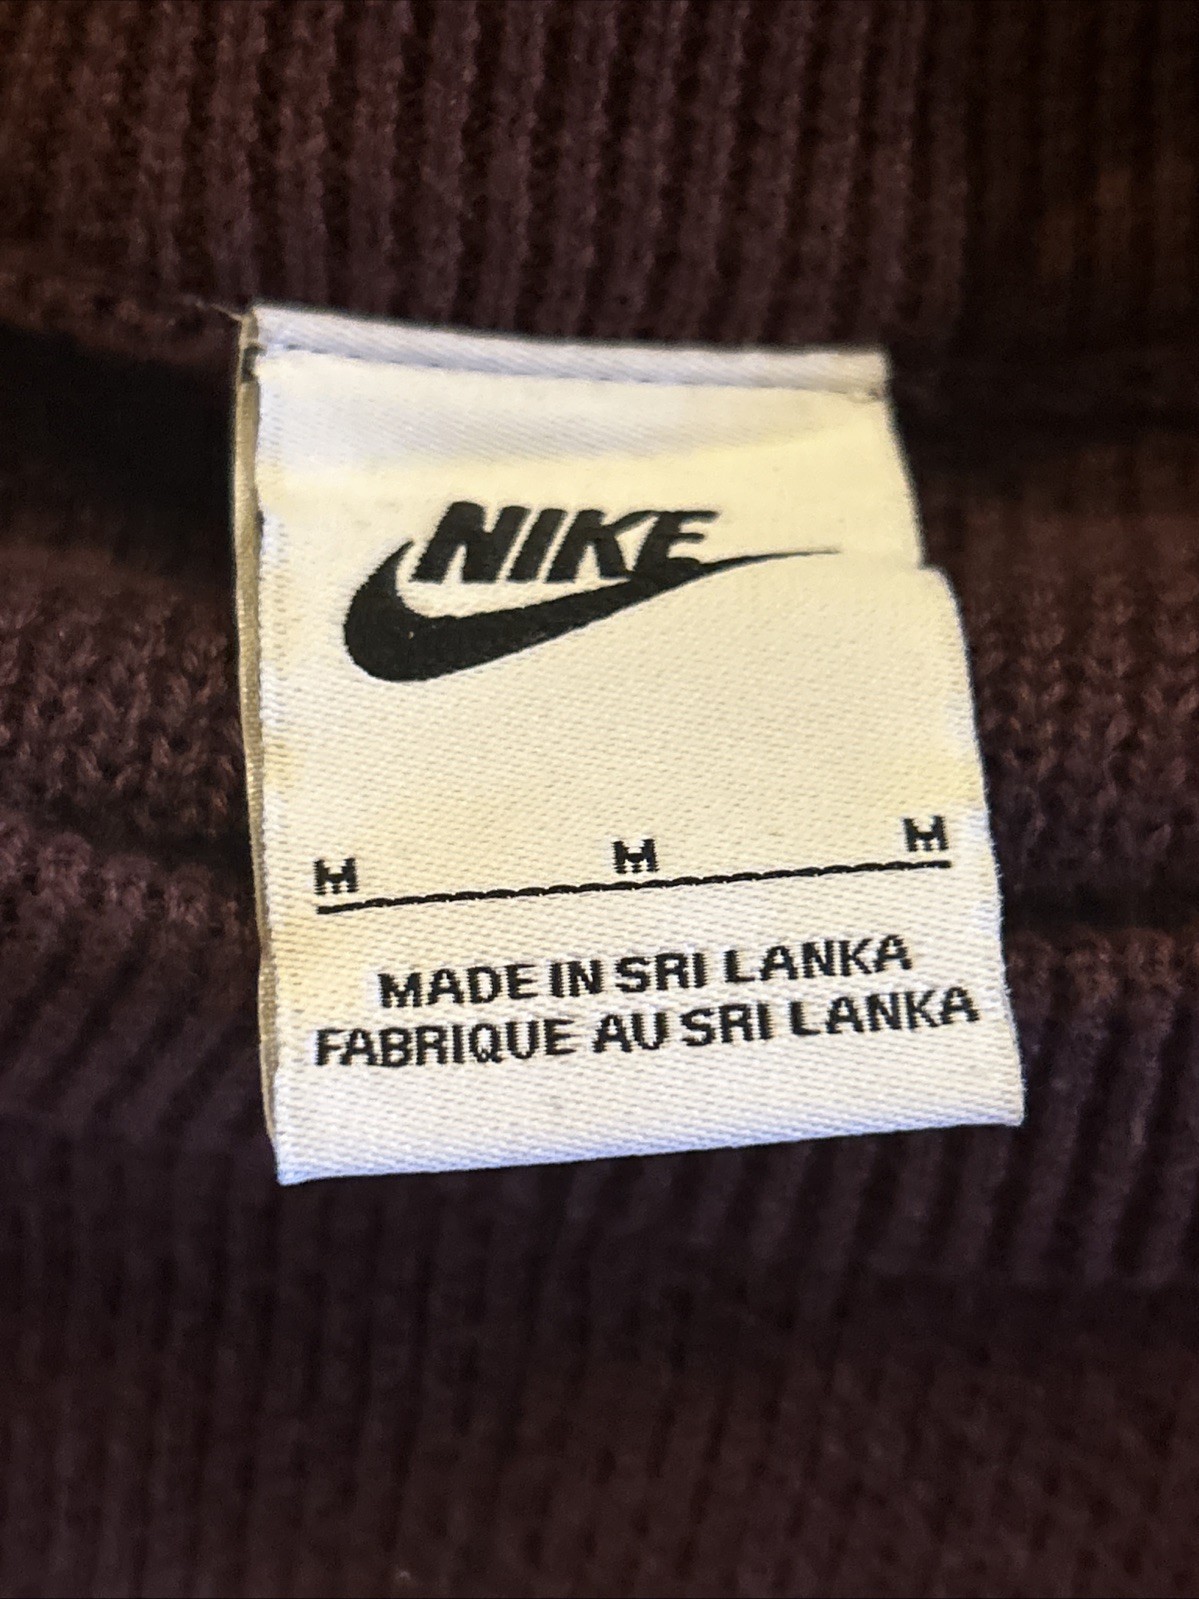 NIKE
M M M
MADE IN SRI LANKA
FABRIQUE AU SRI LANKA